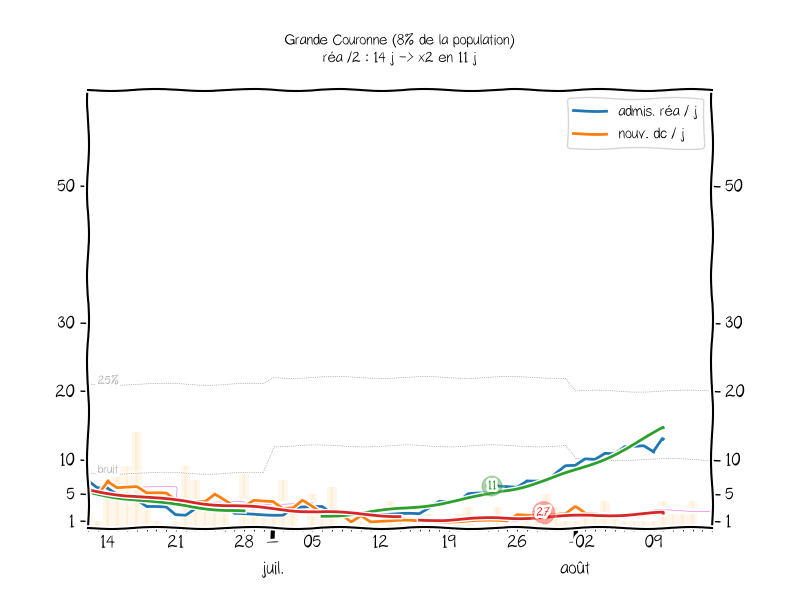 Grande Couronne (8% de la population)
réa /2 : 14 j -> x2 en 11 j
admis. réa / j
nouv. dc / j
50 50
30 30
25%
20 20
bruit
10 10
11
5 5
27
1 1
14 21 28 05 12 19 26 02 09
juil. août